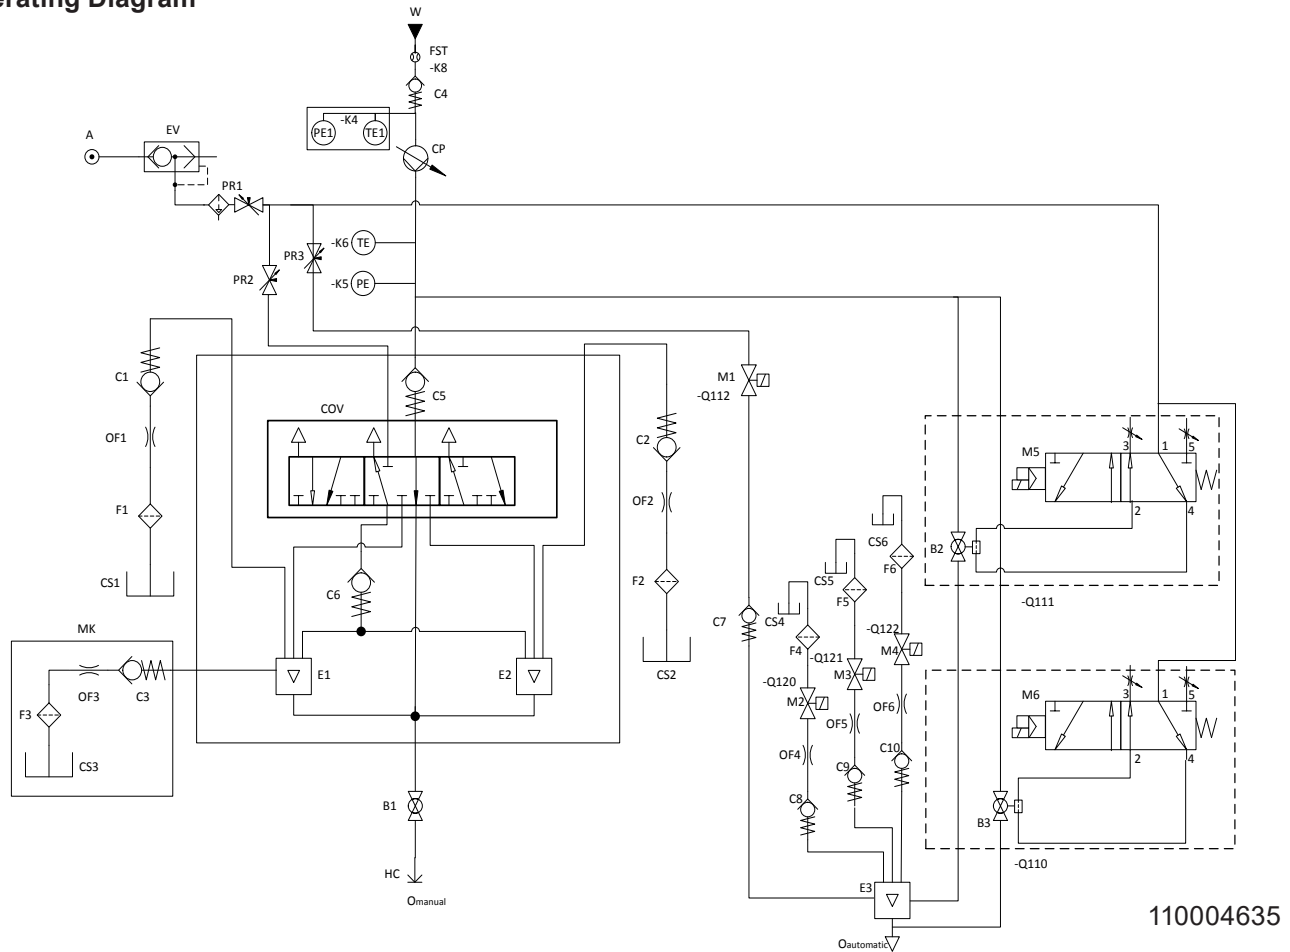 erating Diagram
W
FST
-K8
C4
-K4
PE1
TE1
CP
A
EV
PR1
-K6
TE
PR3
-K5
PE
PR2
C1
OF1
F1
CS1
COV
C5
C6
C2
OF2
F2
CS2
MK
OF3
C3
F3
CS3
E1
E2
B1
HC
Omanual
M1
-Q112
C7
CS4
F4
-Q120
M2
OF4
C8
CS5
F5
-Q121
M3
OF5
C9
CS6
F6
-Q122
M4
OF6
C10
E3
Oautomatic
M5
3
1
5
2
4
B2
-Q111
M6
3
1
5
2
4
B3
-Q110
110004635